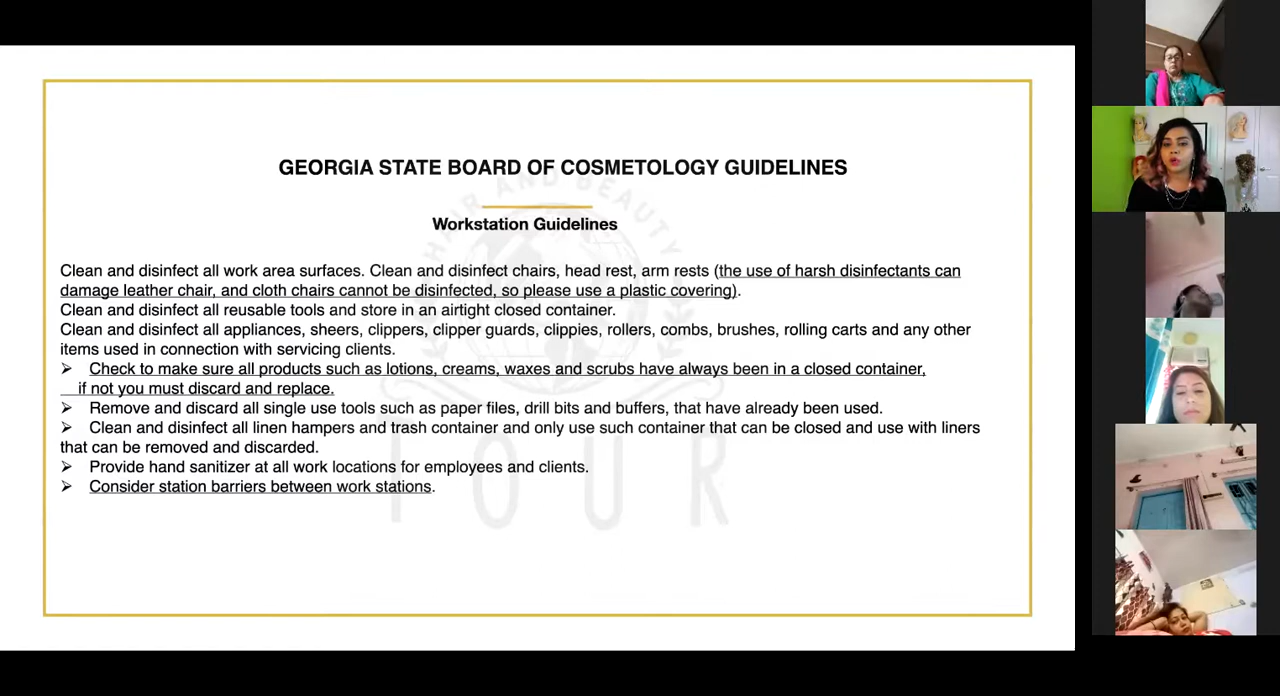 GEORGIA STATE BOARD OF COSMETOLOGY GUIDELINES
Workstation Guidelines
Clean and disinfect all work area surfaces. Clean and disinfect chairs, head rest, arm rests (the use of harsh disinfectants can
damage leather chair, and cloth chairs cannot be disinfected, so please use a plastic covering).
Clean and disinfect all reusable tools and store in an airtight closed container.
Clean and disinfect all appliances, sheers, clippers, clipper guards, clippies, rollers, combs, brushes, rolling carts and any other
items used in connection with servicing clients.
➢ Check to make sure all products such as lotions, creams, waxes and scrubs have always been in a closed container,
if not you must discard and replace.
➢ Remove and discard all single use tools such as paper files, drill bits and buffers, that have already been used.
➢ Clean and disinfect all linen hampers and trash container and only use such container that can be closed and use with liners
that can be removed and discarded.
➢ Provide hand sanitizer at all work locations for employees and clients.
➢ Consider station barriers between work stations.
HAIR AND BEAUTY
TOUR